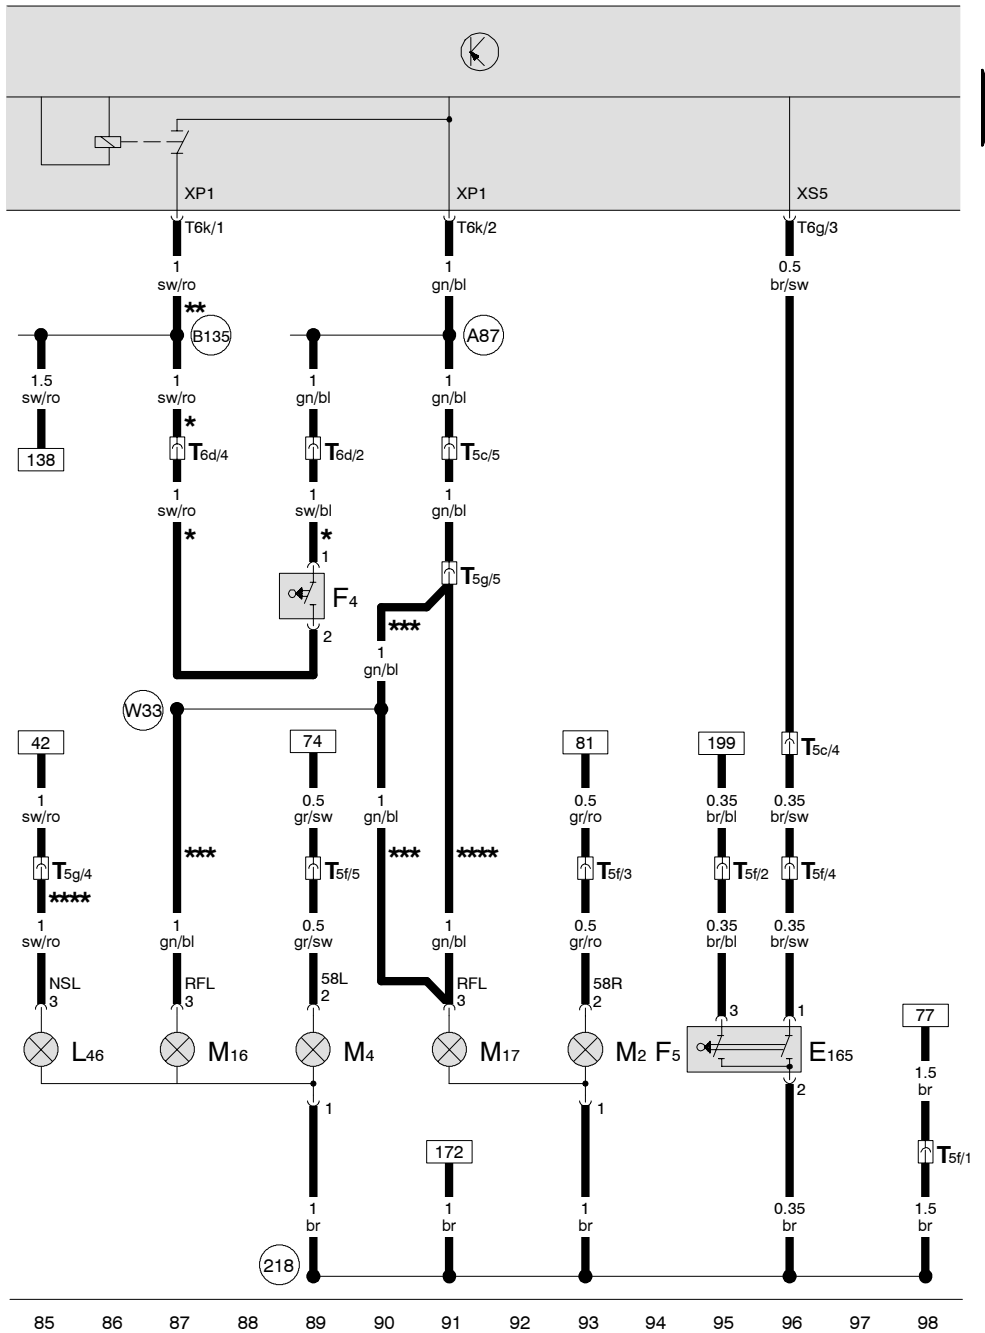 XP1 XP1 XS5
T6k/1 T6k/2 T6g/3
1 1 0.5
sw/ro gn/bl br/sw
**
B135 A87
1.5 1 1 1
sw/ro sw/ro gn/bl gn/bl
*
138 T6d/4 T6d/2 T5c/5
1 1 1
sw/ro sw/bl gn/bl
* *
1
T5g/5
F4
***
2
1
gn/bl
W33
42 74 81 199 T5c/4
1 0.5 1 0.5 0.35 0.35
sw/ro gr/sw gn/bl gr/ro br/bl br/sw
*** *** ****
T5g/4 T5f/5 T5f/3 T5f/2 T5f/4
****
1 1 0.5 1 0.5 0.35 0.35
sw/ro gn/bl gr/sw gn/bl gr/ro br/bl br/sw
NSL RFL 58L RFL 58R
3 3 2 3 2 3 1
77
L46 M16 M4 M17 M2 F5 E165
1.5
br
2
1 1
172 T5f/1
1 1 1 0.35 1.5
br br br br br
218
85 86 87 88 89 90 91 92 93 94 95 96 97 98